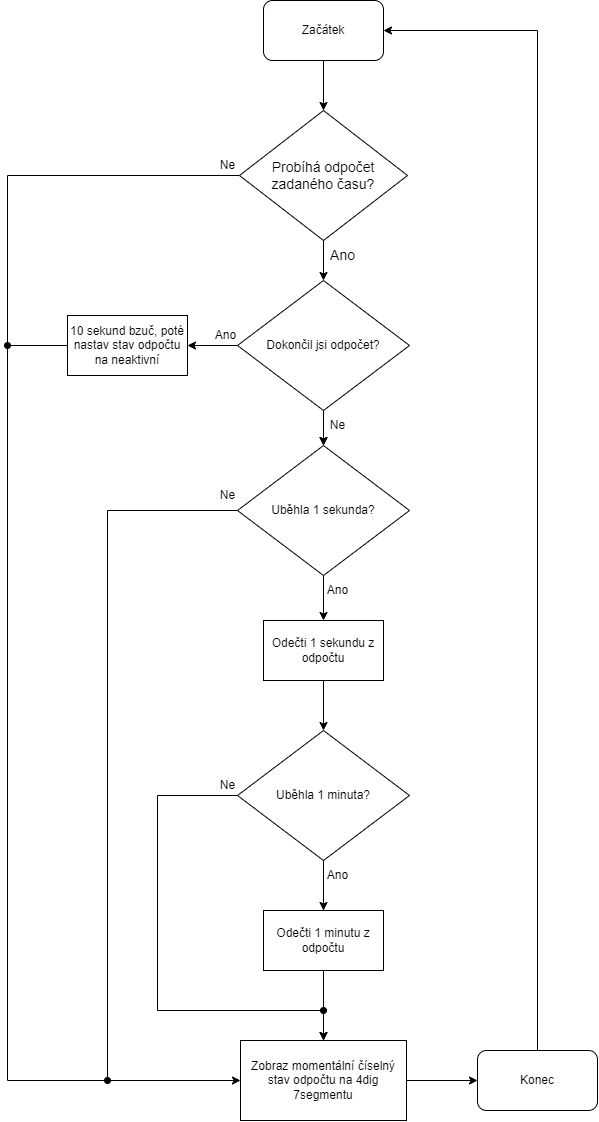 Začátek
Ne
Probíhá odpočet
zadaného času?
Ano
10 sekund bzuč, poté
nastav stav odpočtu
na neaktivní
Ano
Dokončil jsi odpočet?
Ne
Ne
Uběhla 1 sekunda?
Ano
Odečti 1 sekundu z
odpočtu
Ne
Uběhla 1 minuta?
Ano
Odečti 1 minutu z
odpočtu
Zobraz momentální číselný
stav odpočtu na 4dig
7segmentu
Konec